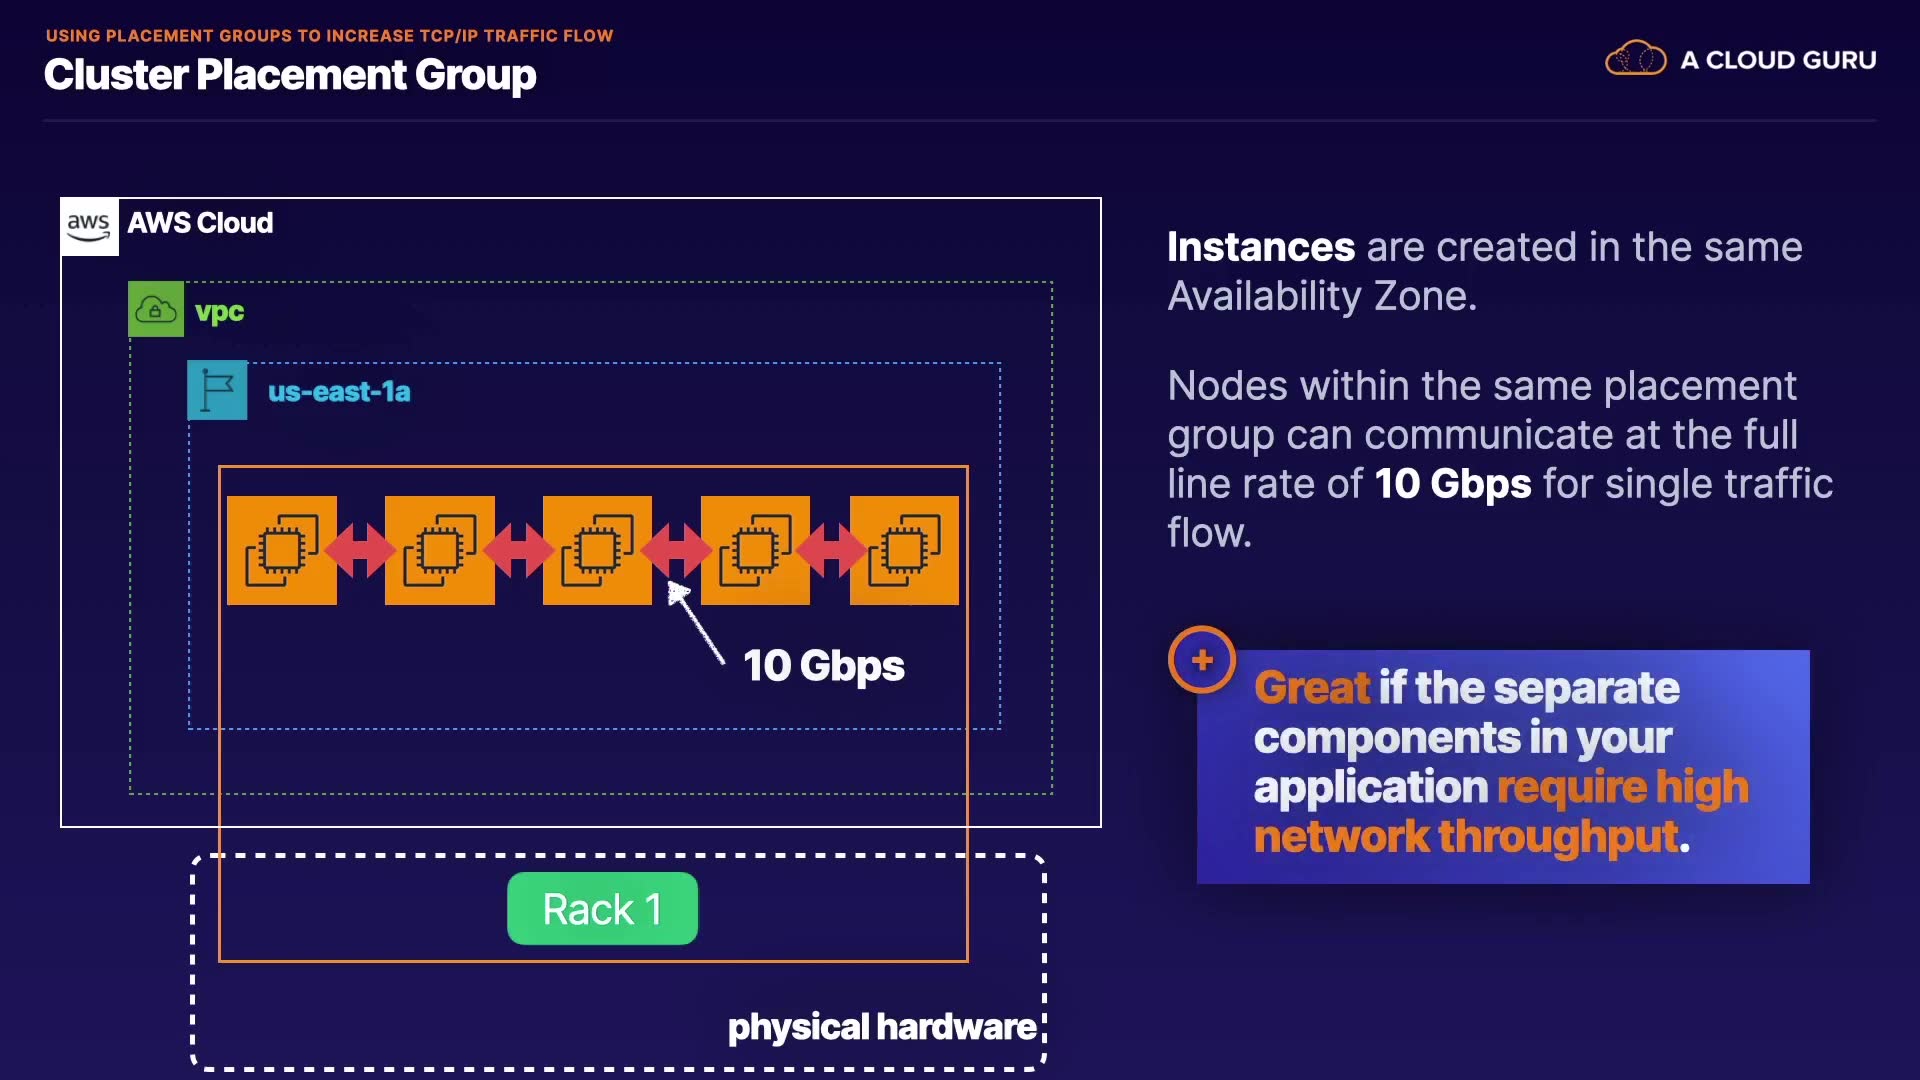 USING PLACEMENT GROUPS TO INCREASE TCP/IP TRAFFIC FLOW
Cluster Placement Group
A CLOUD GURU
aws
AWS Cloud
vpc
us-east-1a
10 Gbps
Rack 1
physical hardware
Instances are created in the same
Availability Zone.
Nodes within the same placement
group can communicate at the full
line rate of 10 Gbps for single traffic
flow.
+
Great if the separate
components in your
application require high
network throughput.